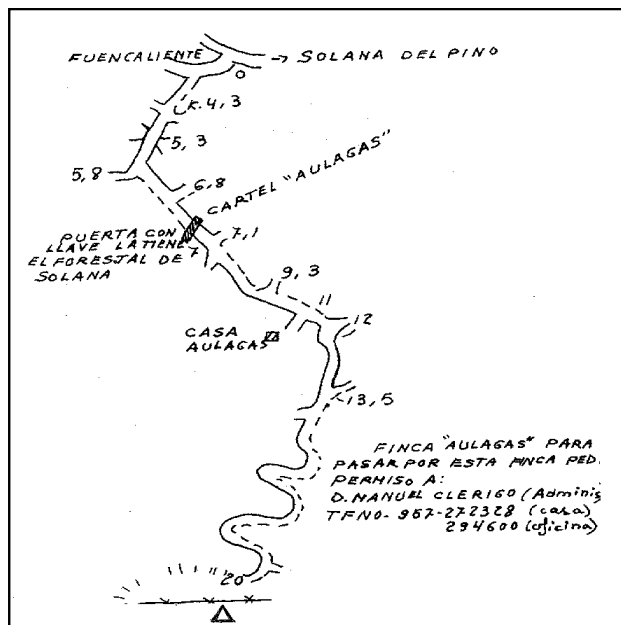 FUENCALIENTE → SOLANA DEL PINO
K.4,3
5,3
5,8
6,8
CARTEL "AULAGAS"
7,1
PUERTA CON
LLAVE LA TIENE
EL FORESTAL DE
SOLANA
7
9,3
11
12
CASA
AULAGAS
13,5
FINCA "AULAGAS" PARA
PASAR POR ESTA FINCA PED.
PERMISO A:
D. MANUEL CLERIGO (Adminis
TFNO- 957-272328 (casa)
294600 (oficina)
20